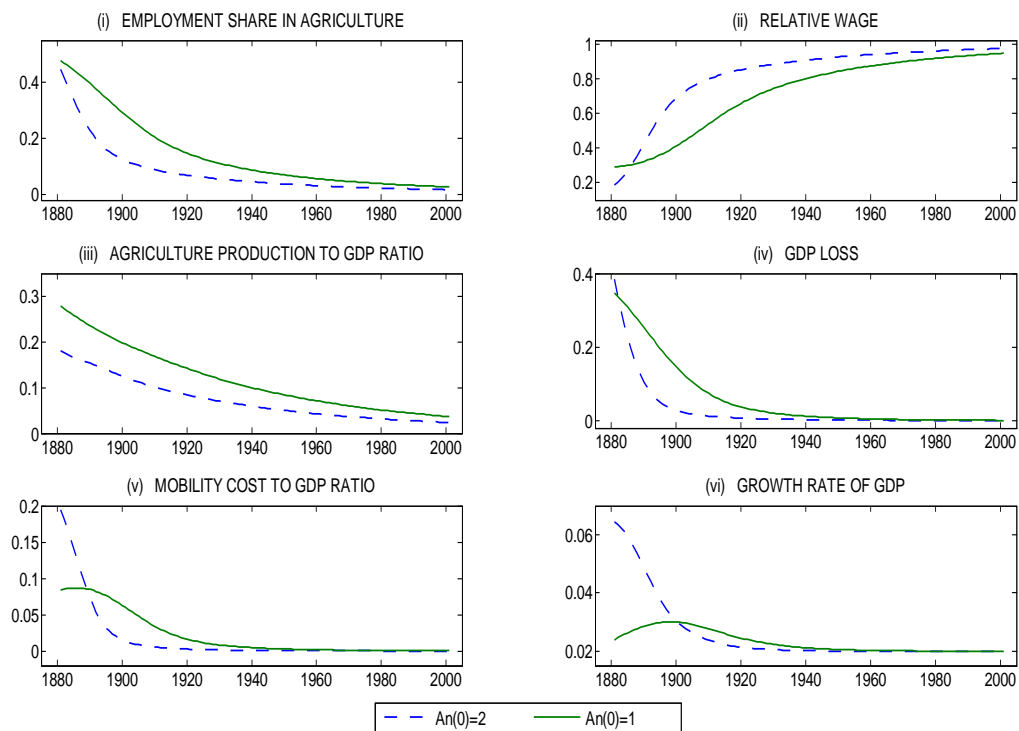 (i) EMPLOYMENT SHARE IN AGRICULTURE
0.4
0.2
0
1880 1900 1920 1940 1960 1980 2000
(ii) RELATIVE WAGE
1
0.8
0.6
0.4
0.2
1880 1900 1920 1940 1960 1980 2000
(iii) AGRICULTURE PRODUCTION TO GDP RATIO
0.3
0.2
0.1
0
1880 1900 1920 1940 1960 1980 2000
(iv) GDP LOSS
0.4
0.2
0
1880 1900 1920 1940 1960 1980 2000
(v) MOBILITY COST TO GDP RATIO
0.2
0.15
0.1
0.05
0
1880 1900 1920 1940 1960 1980 2000
(vi) GROWTH RATE OF GDP
0.06
0.04
0.02
1880 1900 1920 1940 1960 1980 2000
An(0)=2 An(0)=1